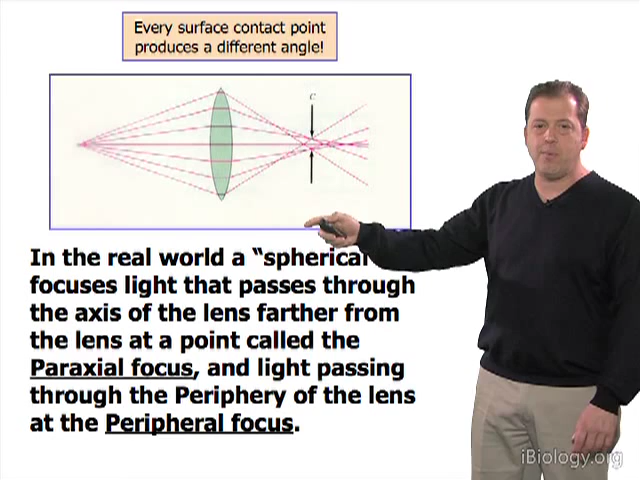 Every surface contact point
produces a different angle!
c
In the real world a “spherical
focuses light that passes through
the axis of the lens farther from
the lens at a point called the
Paraxial focus, and light passing
through the Periphery of the lens
at the Peripheral focus.
iBiology.org